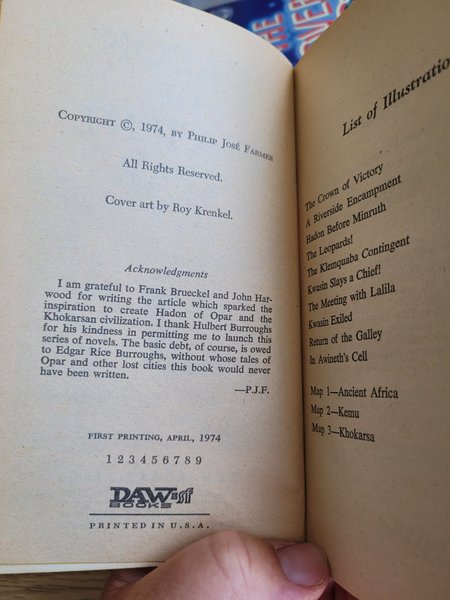 COPYRIGHT ©, 1974, BY PHILIP JOSÉ FARMER
All Rights Reserved.
Cover art by Roy Krenkel.
Acknowledgments
I am grateful to Frank Brueckel and John Har-
wood for writing the article which sparked the
inspiration to create Hadon of Opar and the
Khokarsan civilization. I thank Hulbert Burroughs
for his kindness in permitting me to launch this
series of novels. The basic debt, of course, is owed
to Edgar Rice Burroughs, without whose tales of
Opar and other lost cities this book would never
have been written.
—P.J.F.
FIRST PRINTING, APRIL, 1974
1 2 3 4 5 6 7 8 9
DAW=sf
BOOKS
PRINTED IN U.S.A.
List of Illustratio
The Crown of Victory
A Riverside Encampment
Hadon Before Minruth
The Leopards!
The Klemquaba Contingent
Kwasin Slays a Chief!
The Meeting with Lalila
Kwasin Exiled
Return of the Galley
In Awineth's Cell
Map 1—Ancient Africa
Map 2—Kemu
Map 3—Khokarsa
THE